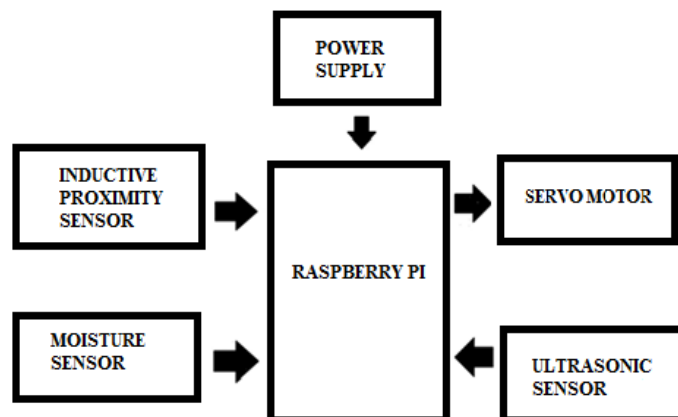 POWER
SUPPLY
INDUCTIVE
PROXIMITY
SENSOR
SERVO MOTOR
RASPBERRY PI
MOISTURE
SENSOR
ULTRASONIC
SENSOR